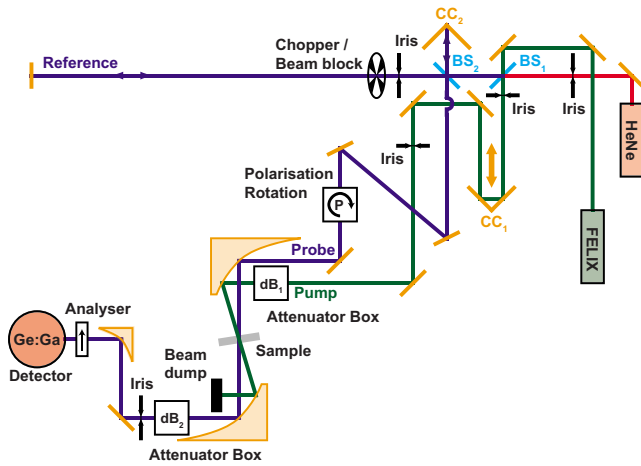 CC2
Iris
Chopper /
Beam block
Reference
BS2
BS1
Iris
Iris
HeNe
Iris
Polarisation
Rotation
P
CC1
FELIX
Probe
dB1
Pump
Attenuator Box
Analyser
Ge:Ga
Detector
Sample
Beam
dump
Iris
dB2
Attenuator Box